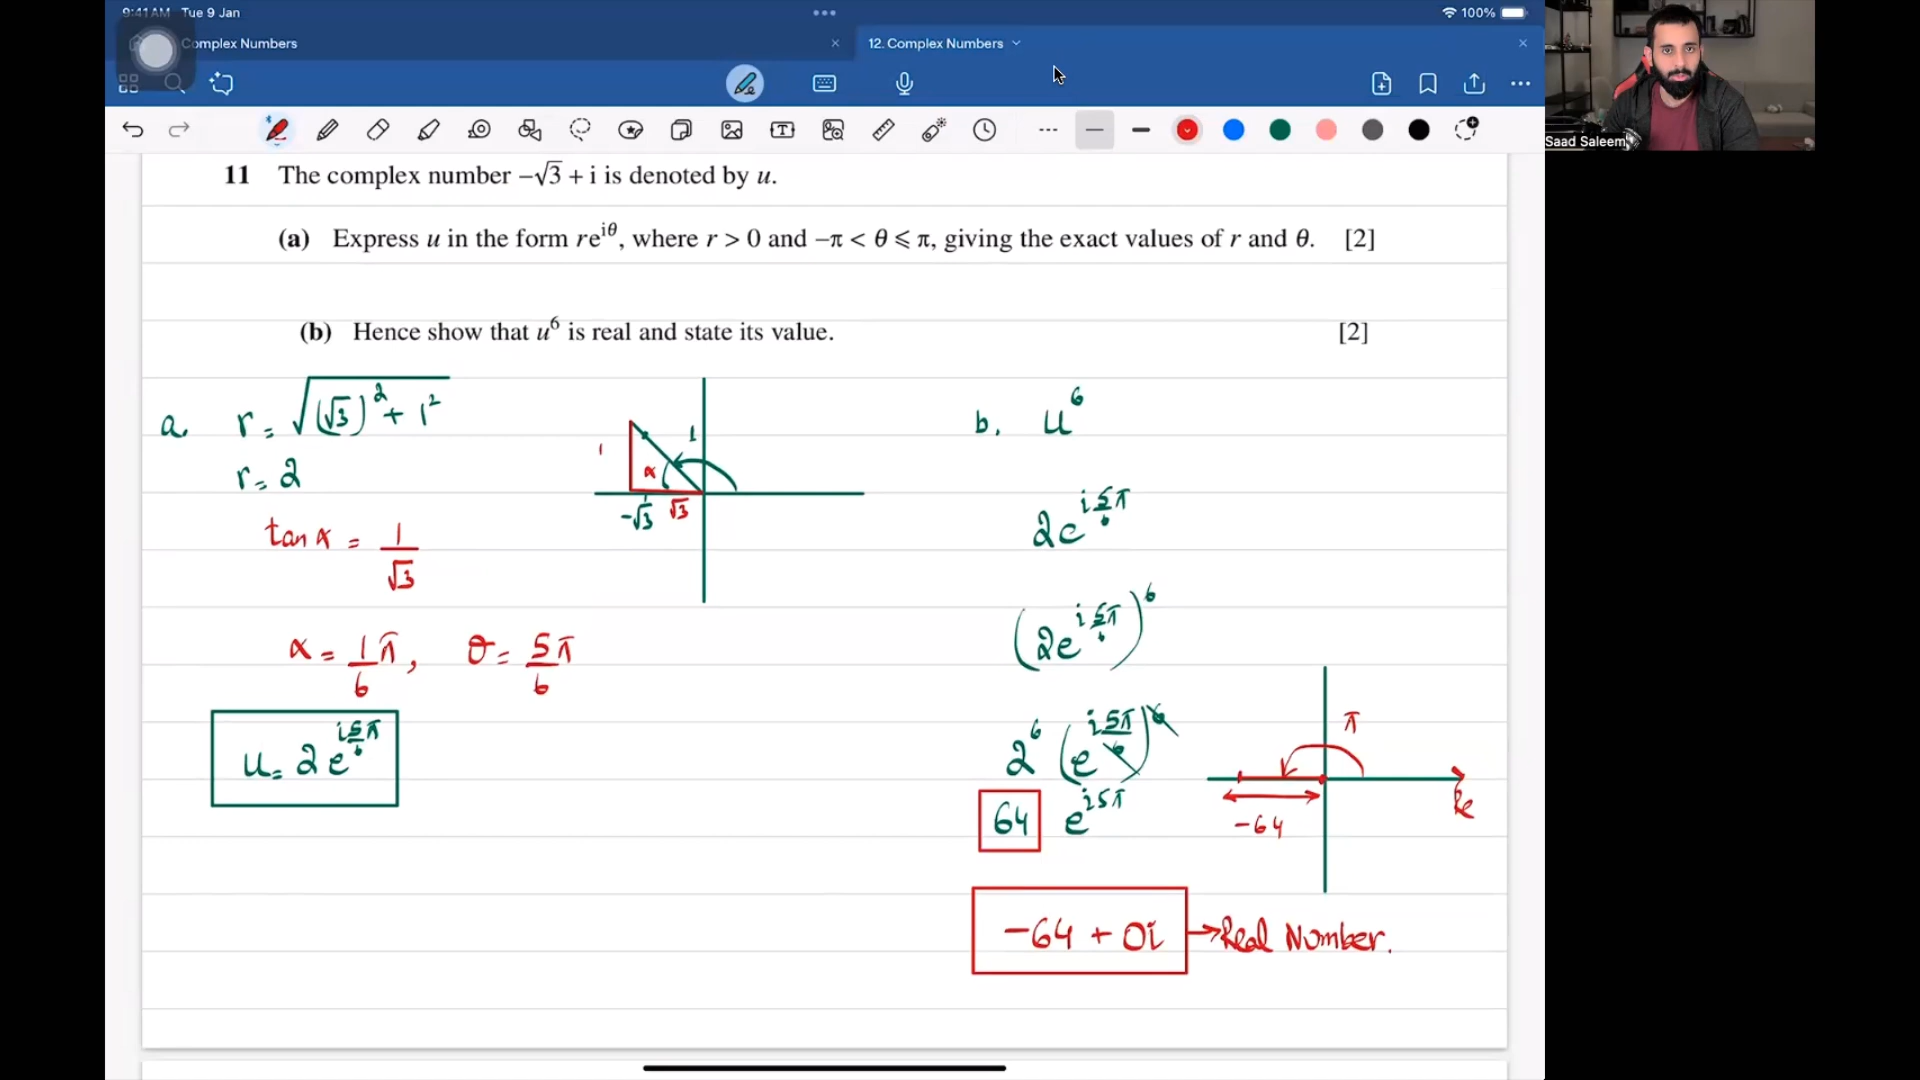 9:41 AM Tue 9 Jan
100%
Complex Numbers
12. Complex Numbers
Saad Saleem
11 The complex number −√3 + i is denoted by u.
(a) Express u in the form re^{iθ}, where r > 0 and −π < θ ⩽ π, giving the exact values of r and θ. [2]
(b) Hence show that u⁶ is real and state its value. [2]
a. r = √((√3)² + 1²)
r = 2
tan α = 1/√3
α = 1/6 π, θ = 5π/6
u = 2e^{i5π/6}
1
1
α
-√3
√3
b. u⁶
2e^{i5π/6}
(2e^{i5π/6})⁶
2⁶ (e^{i5π/6})⁶
64 e^{i5π}
π
Re
-64
-64 + 0i → Real Number.